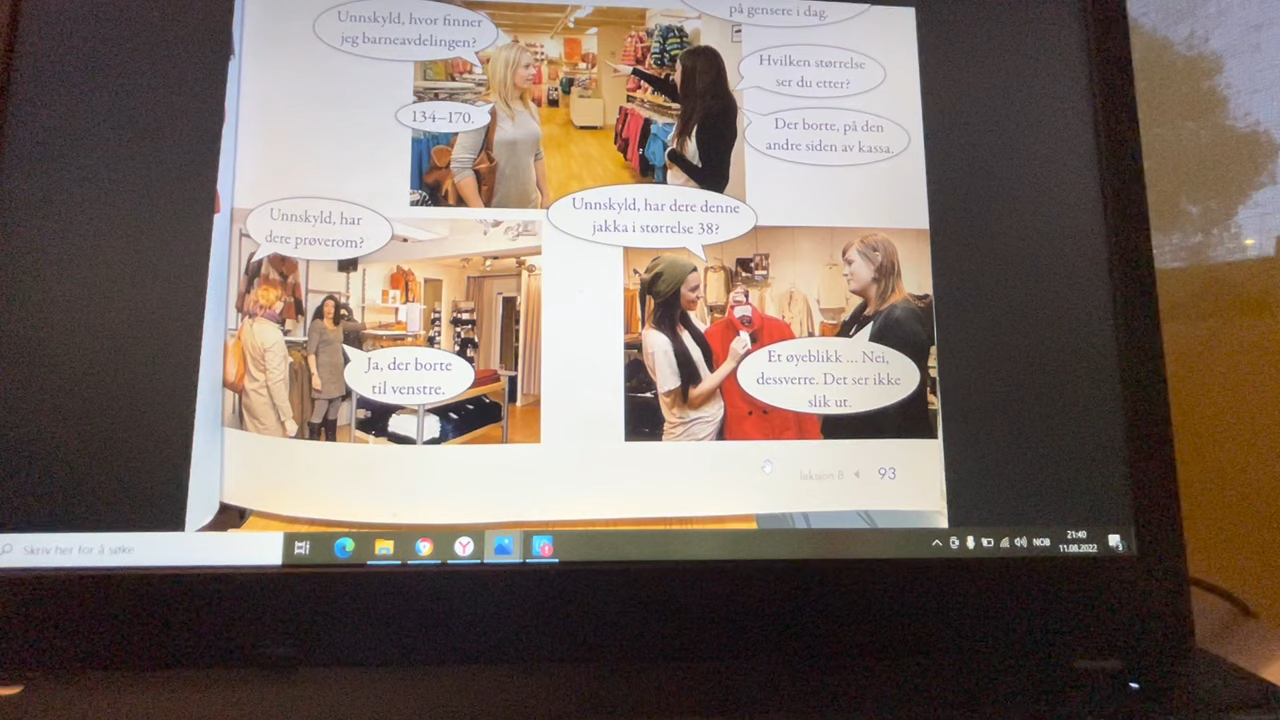 på gensere i dag.
Unnskyld, hvor finner
jeg barneavdelingen?
Hvilken størrelse
ser du etter?
134–170.
Der borte, på den
andre siden av kassa.
Unnskyld, har
dere prøverom?
Ja, der borte
til venstre.
Unnskyld, har dere denne
jakka i størrelse 38?
Et øyeblikk ... Nei,
dessverre. Det ser ikke
slik ut.
leksjon 8 93
Skriv her for å søke
NOB
21:40
11.08.2022